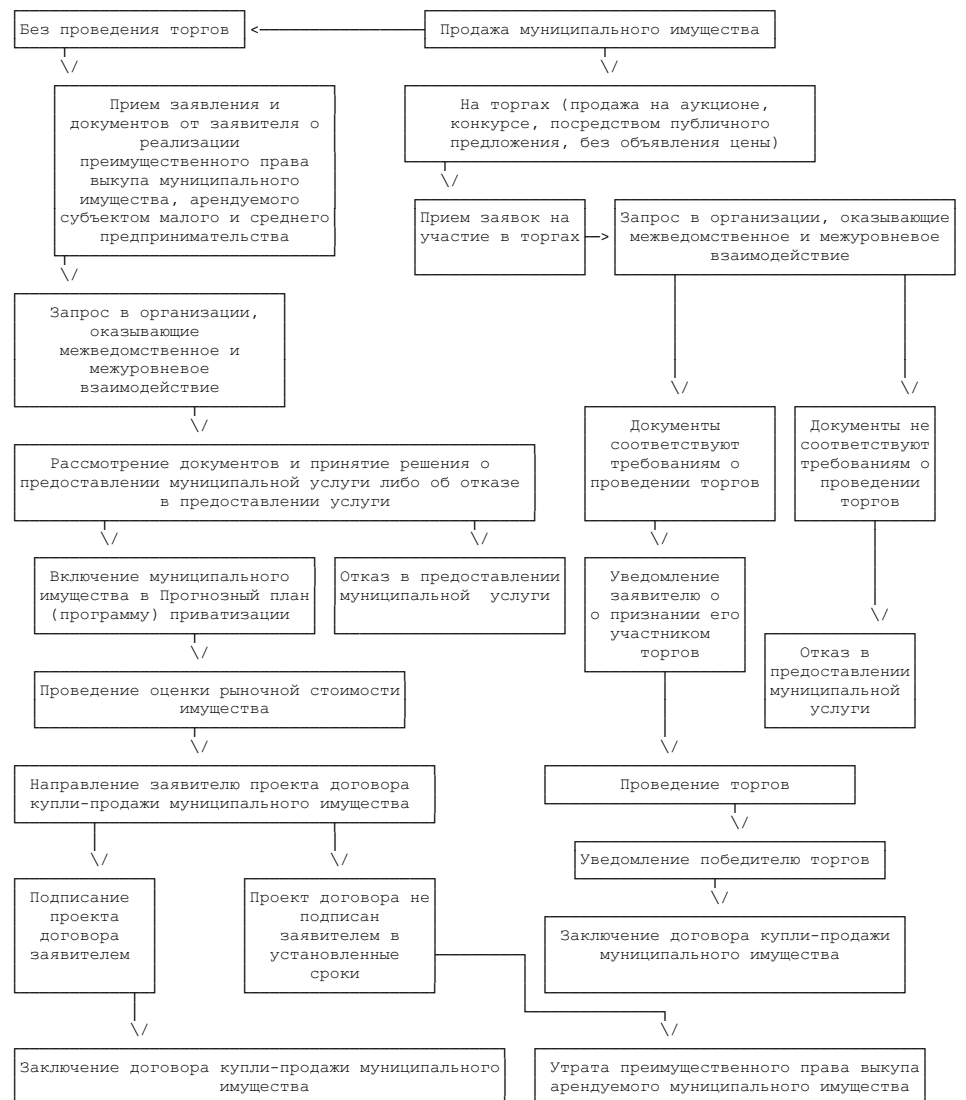 Без проведения торгов
Продажа муниципального имущества
Прием заявления и
документов от заявителя о
реализации
преимущественного права
выкупа муниципального
имущества, арендуемого
субъектом малого и среднего
предпринимательства
На торгах (продажа на аукционе,
конкурсе, посредством публичного
предложения, без объявления цены)
Прием заявок на
участие в торгах
Запрос в организации, оказывающие
межведомственное и межуровневое
взаимодействие
Запрос в организации,
оказывающие
межведомственное и
межуровневое
взаимодействие
Документы
соответствуют
требованиям о
проведении торгов
Документы не
соответствуют
требованиям о
проведении
торгов
Рассмотрение документов и принятие решения о
предоставлении муниципальной услуги либо об отказе
в предоставлении услуги
Включение муниципального
имущества в Прогнозный план
(программу) приватизации
Отказ в предоставлении
муниципальной услуги
Уведомление
заявителю о
о признании его
участником
торгов
Отказ в
предоставлении
муниципальной
услуги
Проведение оценки рыночной стоимости
имущества
Направление заявителю проекта договора
купли-продажи муниципального имущества
Проведение торгов
Уведомление победителю торгов
Подписание
проекта
договора
заявителем
Проект договора не
подписан
заявителем в
установленные
сроки
Заключение договора купли-продажи
муниципального имущества
Заключение договора купли-продажи муниципального
имущества
Утрата преимущественного права выкупа
арендуемого муниципального имущества